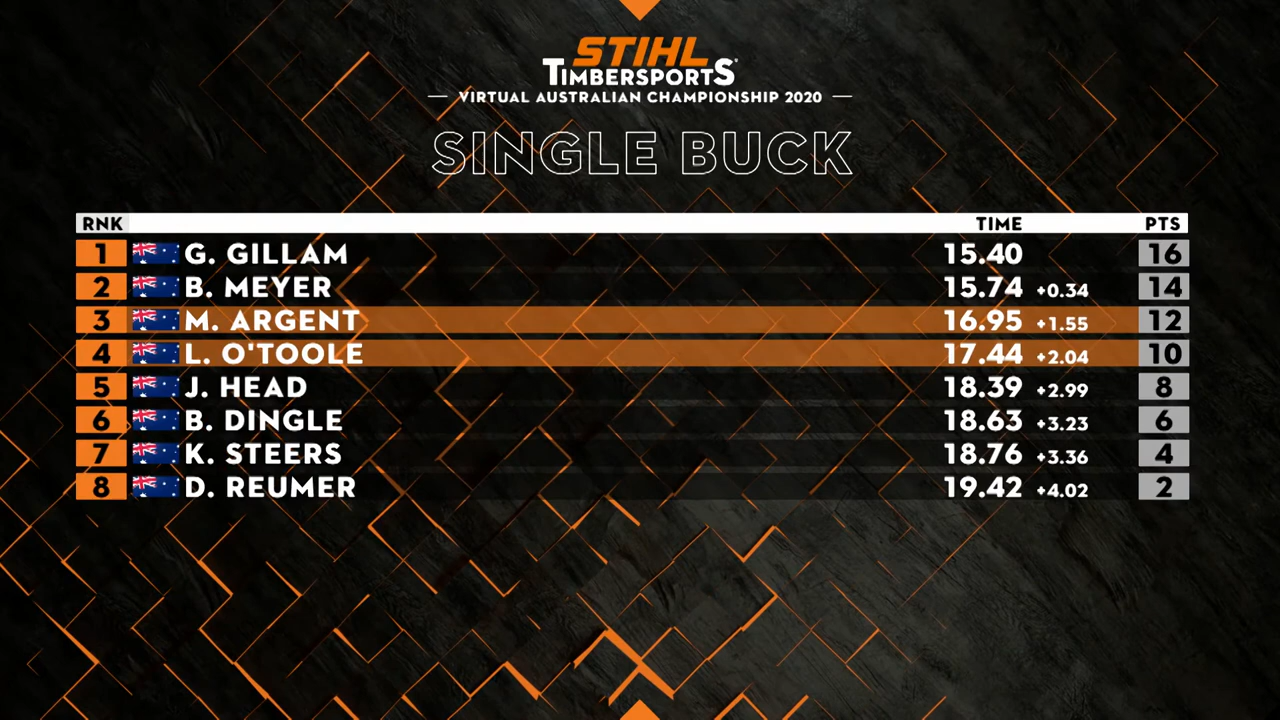 STIHL
TIMBERSPORTS®
VIRTUAL AUSTRALIAN CHAMPIONSHIP 2020
SINGLE BUCK
RNK TIME PTS
1 G. GILLAM 15.40 16
2 B. MEYER 15.74 +0.34 14
3 M. ARGENT 16.95 +1.55 12
4 L. O'TOOLE 17.44 +2.04 10
5 J. HEAD 18.39 +2.99 8
6 B. DINGLE 18.63 +3.23 6
7 K. STEERS 18.76 +3.36 4
8 D. REUMER 19.42 +4.02 2